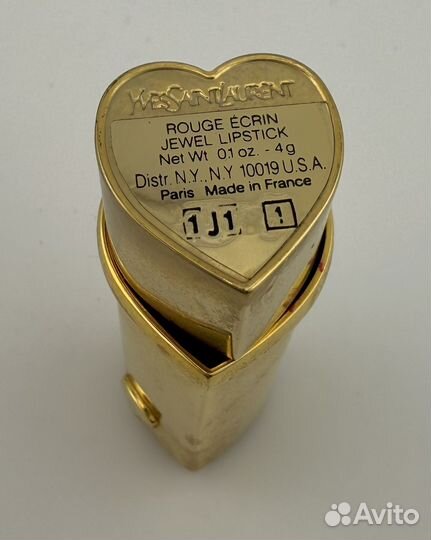 YVESSAINTLAURENT
ROUGE ÉCRIN
JEWEL LIPSTICK
Net Wt 0.1 oz. - 4 g
Distr. N.Y., N.Y 10019 U.S.A.
Paris Made in France
1J1 1
Avito